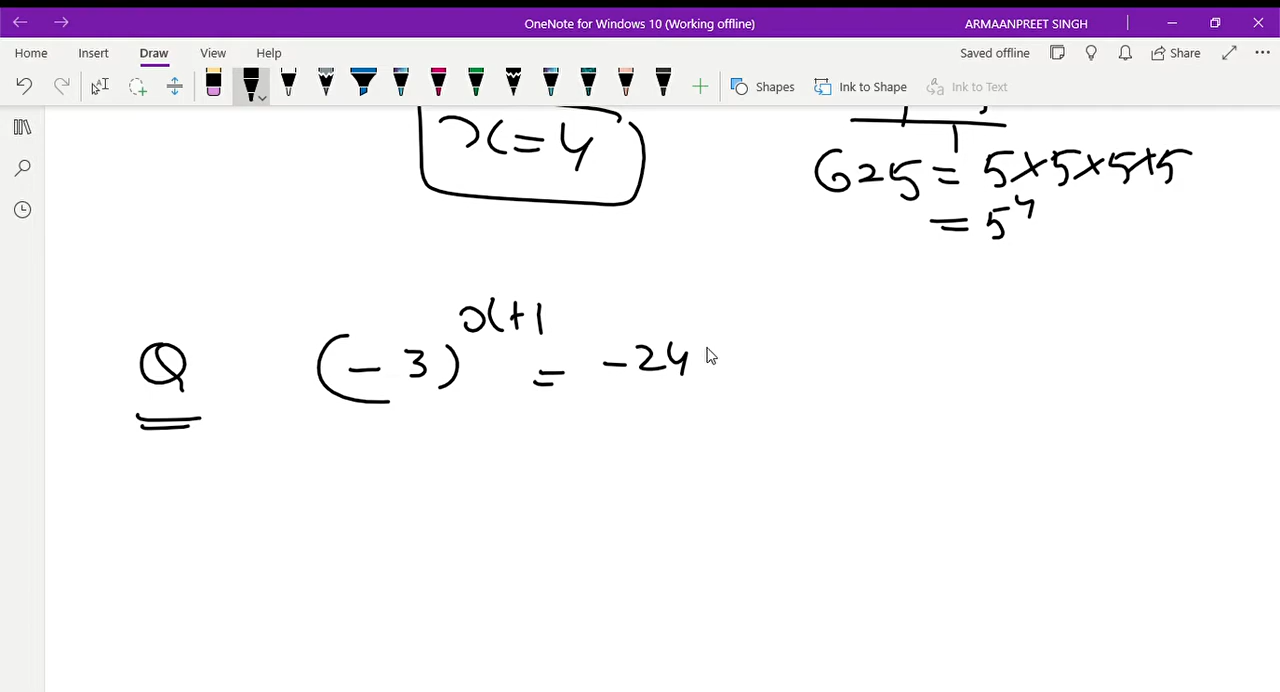 OneNote for Windows 10 (Working offline)
ARMAANPREET SINGH
Home Insert Draw View Help
Saved offline Share
Shapes Ink to Shape Ink to Text
x=4
625 = 5×5×5×5
= 5⁴
Q (-3)ˣ⁺¹ = -24